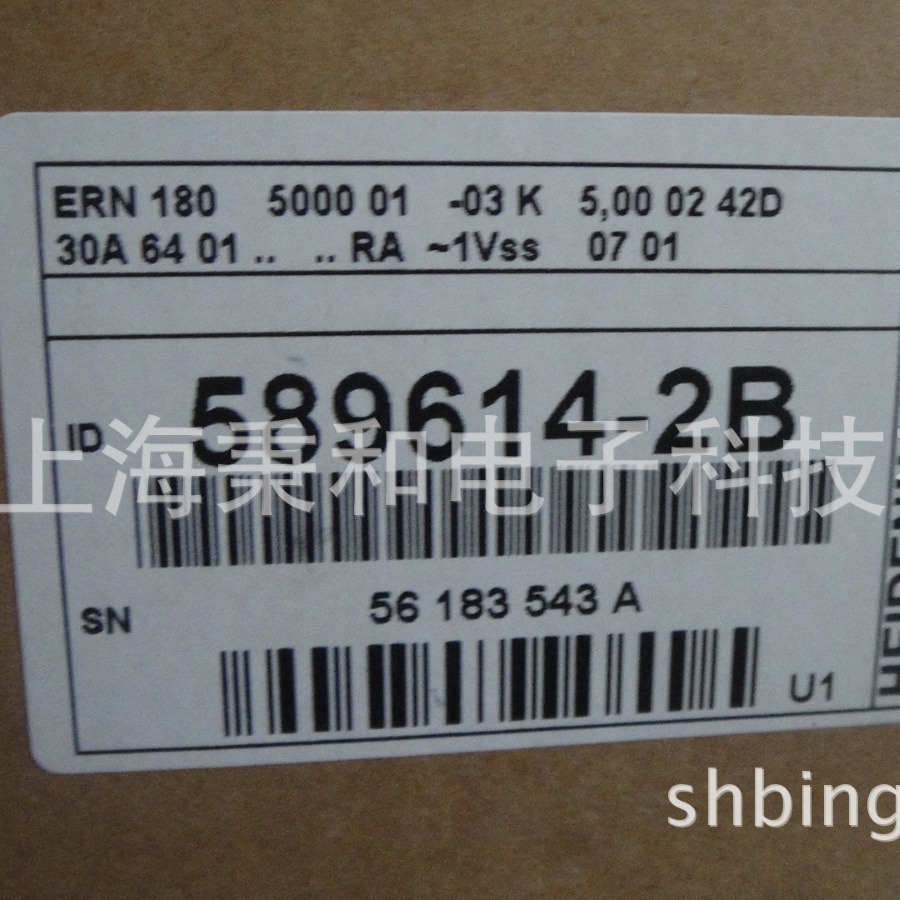 ERN 180 5000 01 -03 K 5,00 02 42D
30A 64 01 .. .. RA ~1Vss 07 01
ID 589614-2B
上海秉和电子科技
SN 56 183 543 A
U1
HEIDENHAIN
shbing